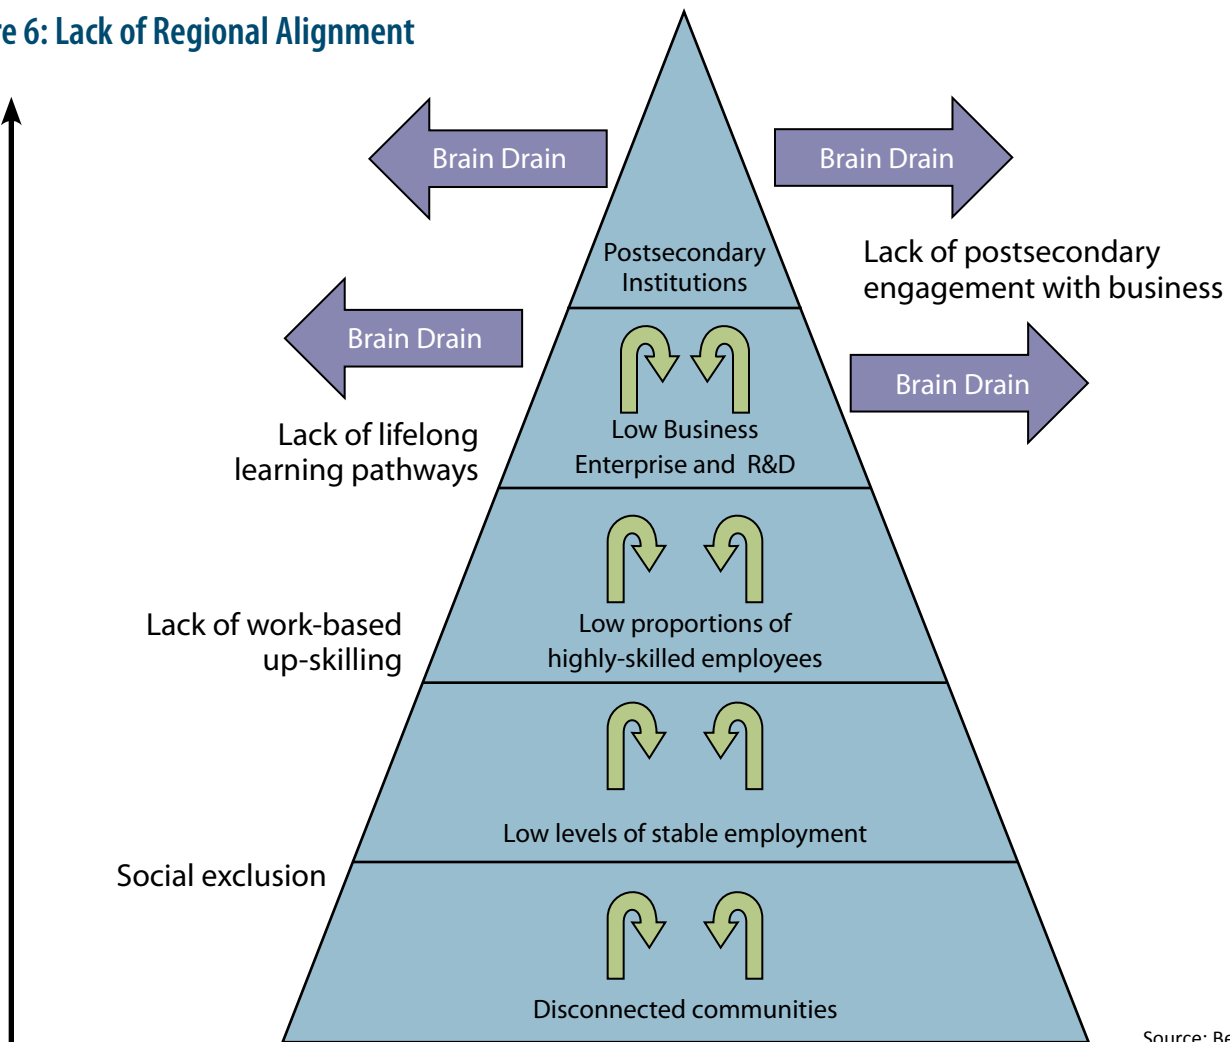 6: Lack of Regional Alignment
Brain Drain
Brain Drain
Postsecondary
Institutions
Lack of postsecondary
engagement with business
Brain Drain
Brain Drain
Low Business
Enterprise and R&D
Lack of lifelong
learning pathways
Lack of work-based
up-skilling
Low proportions of
highly-skilled employees
Low levels of stable employment
Social exclusion
Disconnected communities
Source: